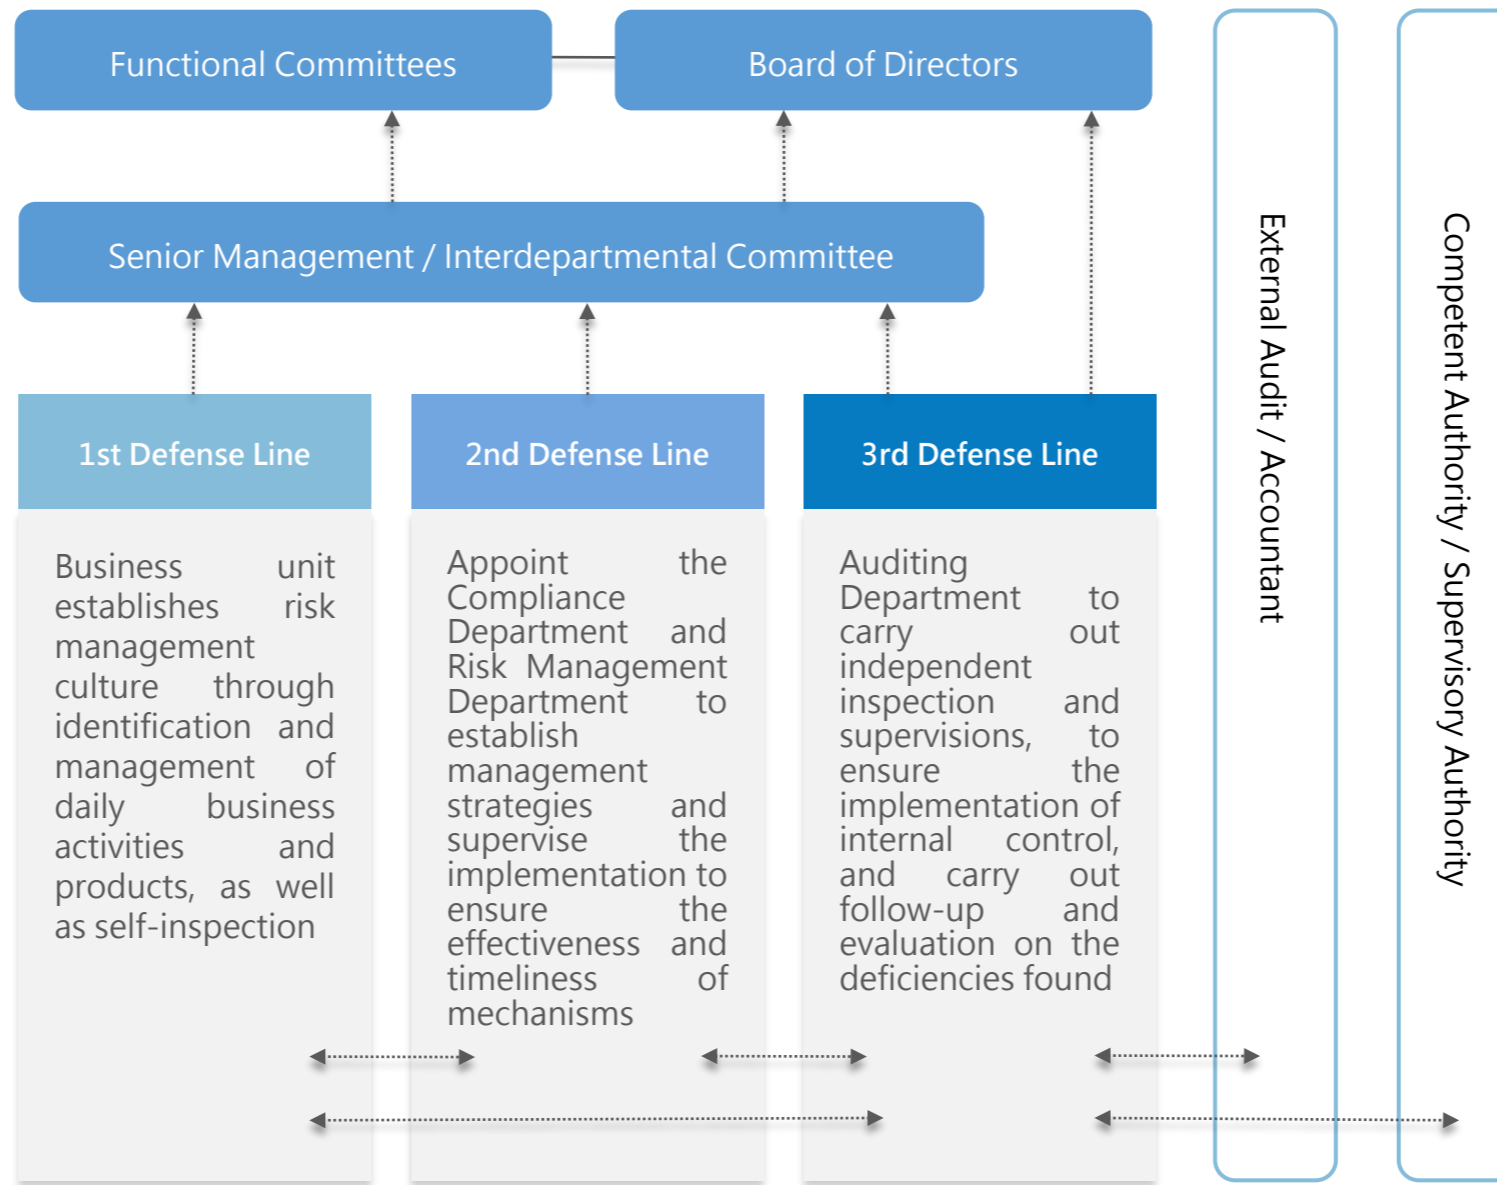 Functional Committees
Board of Directors
Senior Management / Interdepartmental Committee
1st Defense Line
Business unit
establishes risk
management
culture through
identification and
management of
daily business
activities and
products, as well
as self-inspection
2nd Defense Line
Appoint the
Compliance
Department and
Risk Management
Department to
establish
management
strategies and
supervise the
implementation to
ensure the
effectiveness and
timeliness of
mechanisms
3rd Defense Line
Auditing
Department to
carry out
independent
inspection and
supervisions, to
ensure the
implementation of
internal control,
and carry out
follow-up and
evaluation on the
deficiencies found
External Audit / Accountant
Competent Authority / Supervisory Authority